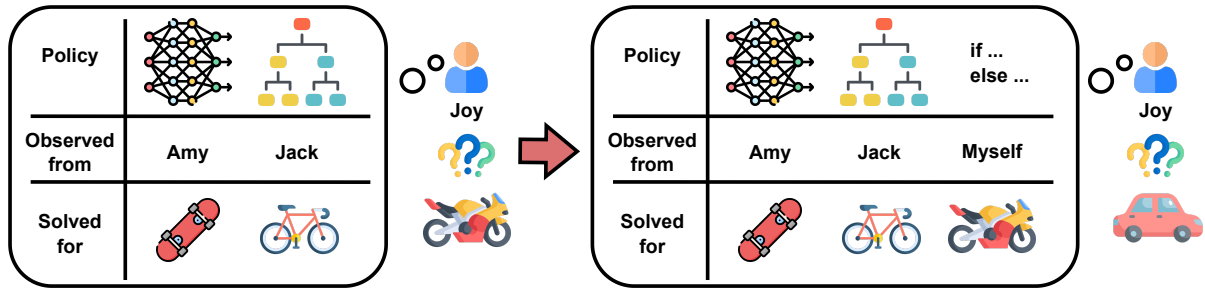 Policy
Joy
Observed
from
Amy
Jack
Solved
for
Policy
if ...
else ...
Joy
Observed
from
Amy
Jack
Myself
Solved
for